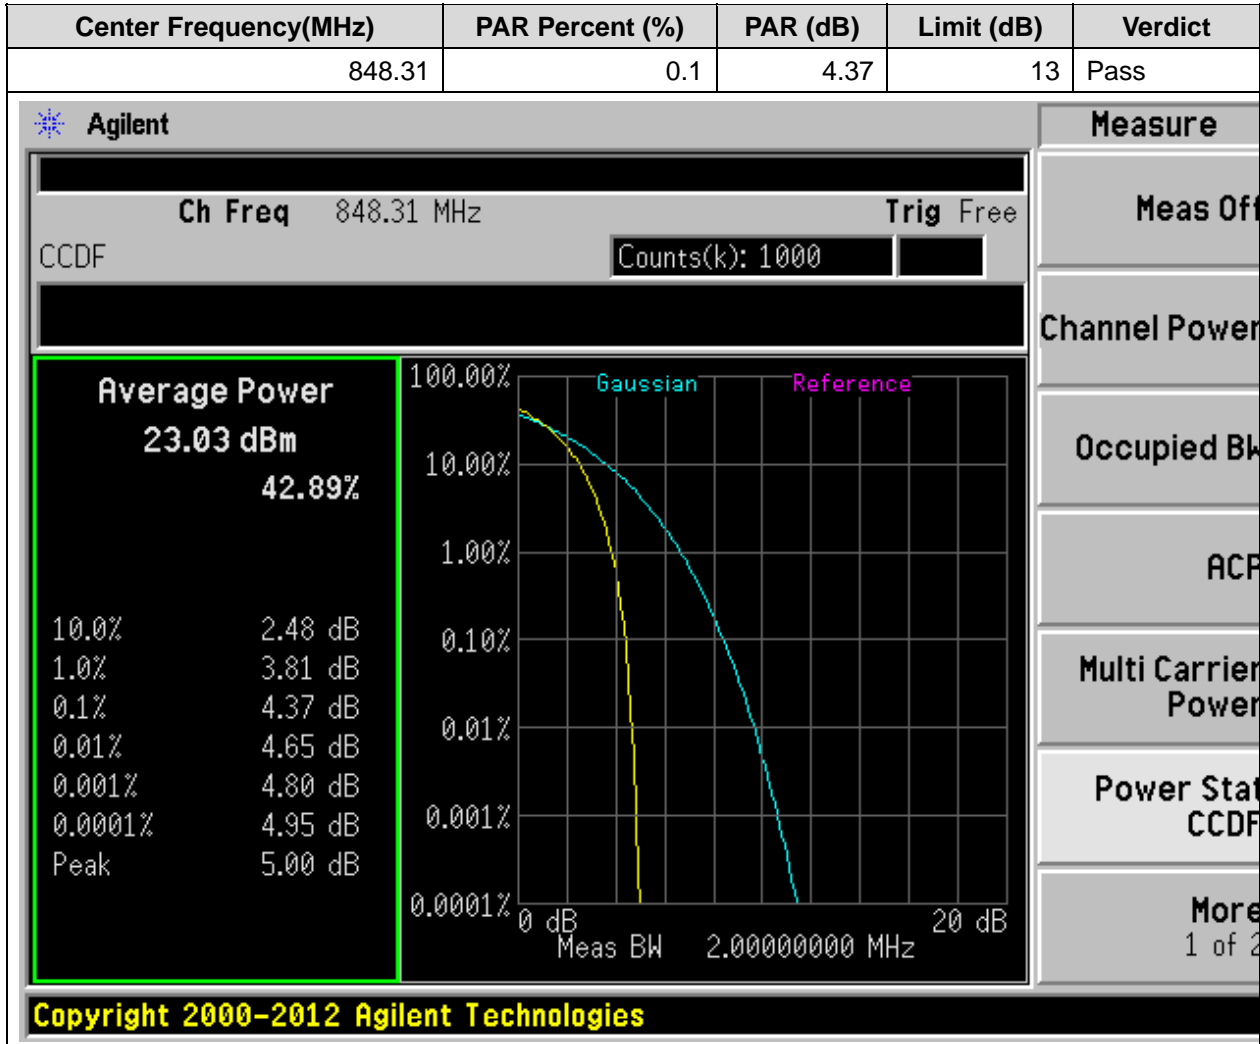 Center Frequency(MHz) PAR Percent (%) PAR (dB) Limit (dB) Verdict
848.31 0.1 4.37 13 Pass
Agilent Measure
Ch Freq 848.31 MHz Trig Free
Meas Off
CCDF Counts(k): 1000
Channel Power
Average Power
23.03 dBm
42.89%
10.0% 2.48 dB
1.0% 3.81 dB
0.1% 4.37 dB
0.01% 4.65 dB
0.001% 4.80 dB
0.0001% 4.95 dB
Peak 5.00 dB
Gaussian Reference
100.00%
10.00%
1.00%
0.10%
0.01%
0.001%
0.0001%
0 dB 20 dB
Meas BW 2.00000000 MHz
Occupied BW
ACP
Multi Carrier
Power
Power Stat
CCDF
More
1 of 2
Copyright 2000-2012 Agilent Technologies